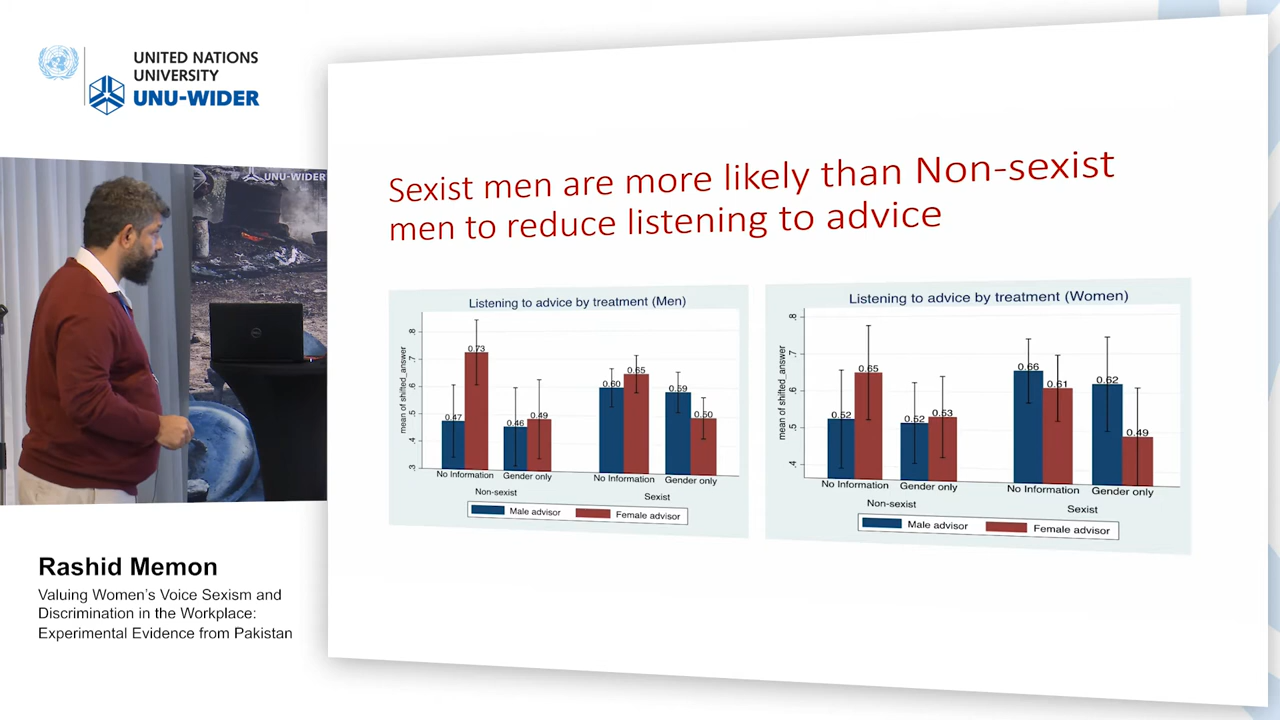 UNITED NATIONS
UNIVERSITY
UNU-WIDER
UNU-WIDER
DELL
Rashid Memon
Valuing Women's Voice Sexism and
Discrimination in the Workplace:
Experimental Evidence from Pakistan
Sexist men are more likely than Non-sexist
men to reduce listening to advice
Listening to advice by treatment (Men)
mean of shifted_answer
.8
.7
.6
.5
.4
.3
0.47
0.73
0.46
0.49
0.60
0.65
0.59
0.50
No Information
Gender only
No Information
Gender only
Non-sexist
Sexist
Male advisor
Female advisor
Listening to advice by treatment (Women)
mean of shifted_answer
.8
.7
.6
.5
.4
0.52
0.65
0.52
0.53
0.66
0.61
0.62
0.49
No Information
Gender only
No Information
Gender only
Non-sexist
Sexist
Male advisor
Female advisor